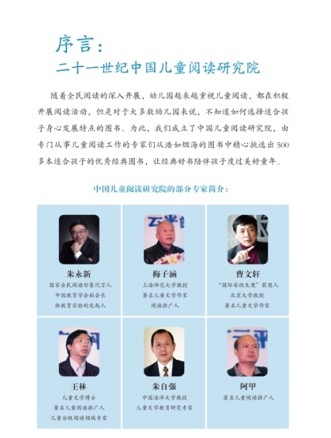 序言：
二十一世纪中国儿童阅读研究院
随着全民阅读的深入开展，幼儿园越来越重视儿童阅读，都在积极
开展阅读活动，但是对于大多数幼儿园来说，不知如何选择适合孩
子身心发展特点的图书。为此，我们成立了中国儿童阅读研究院，由
专门从事儿童阅读工作的专家们从浩如烟海的图书中精心挑选出 500
多本适合孩子的优秀经典图书，让经典好书陪伴孩子度过美好童年。
中国儿童阅读研究院的部分专家简介：
朱永新
国家全民阅读形象代言人
中国教育学会副会长
新教育实验的发起人
梅子涵
上海师范大学教授
著名儿童文学作家
阅读推广人
曹文轩
“国际安徒生奖”获奖人
北京大学教授
著名儿童文学作家
王林
儿童文学博士
著名儿童阅读推广人
儿童分级阅读领域专家
朱自强
中国海洋大学教授
儿童文学教育研究专家
阿甲
著名儿童阅读推广人